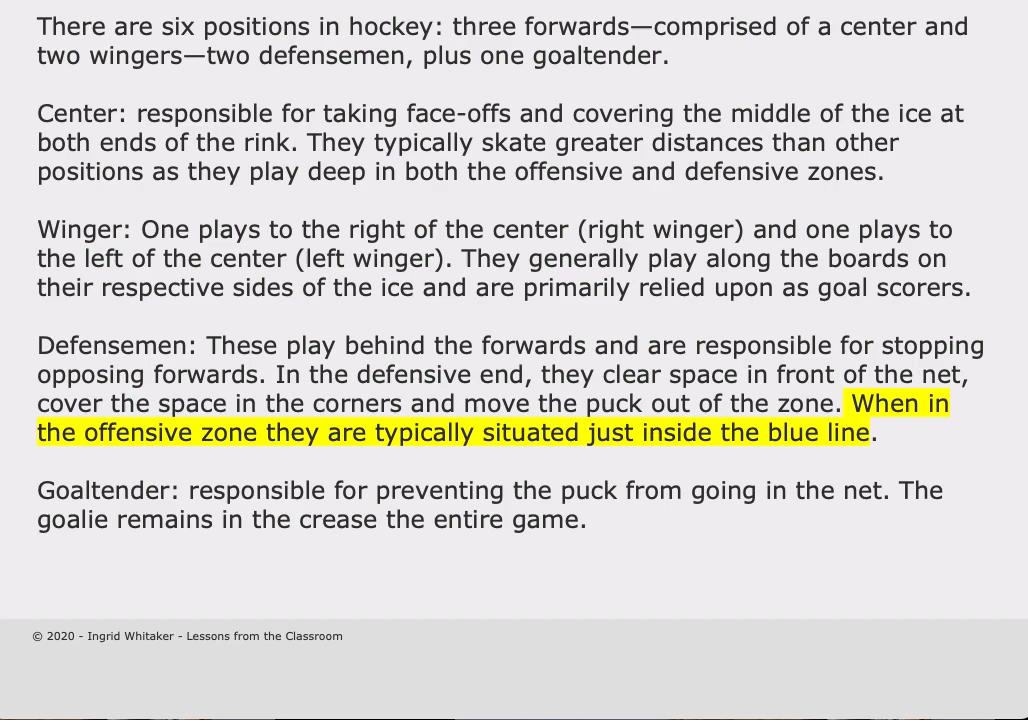 There are six positions in hockey: three forwards—comprised of a center and
two wingers—two defensemen, plus one goaltender.
Center: responsible for taking face-offs and covering the middle of the ice at
both ends of the rink. They typically skate greater distances than other
positions as they play deep in both the offensive and defensive zones.
Winger: One plays to the right of the center (right winger) and one plays to
the left of the center (left winger). They generally play along the boards on
their respective sides of the ice and are primarily relied upon as goal scorers.
Defensemen: These play behind the forwards and are responsible for stopping
opposing forwards. In the defensive end, they clear space in front of the net,
cover the space in the corners and move the puck out of the zone. When in
the offensive zone they are typically situated just inside the blue line.
Goaltender: responsible for preventing the puck from going in the net. The
goalie remains in the crease the entire game.
© 2020 - Ingrid Whitaker - Lessons from the Classroom